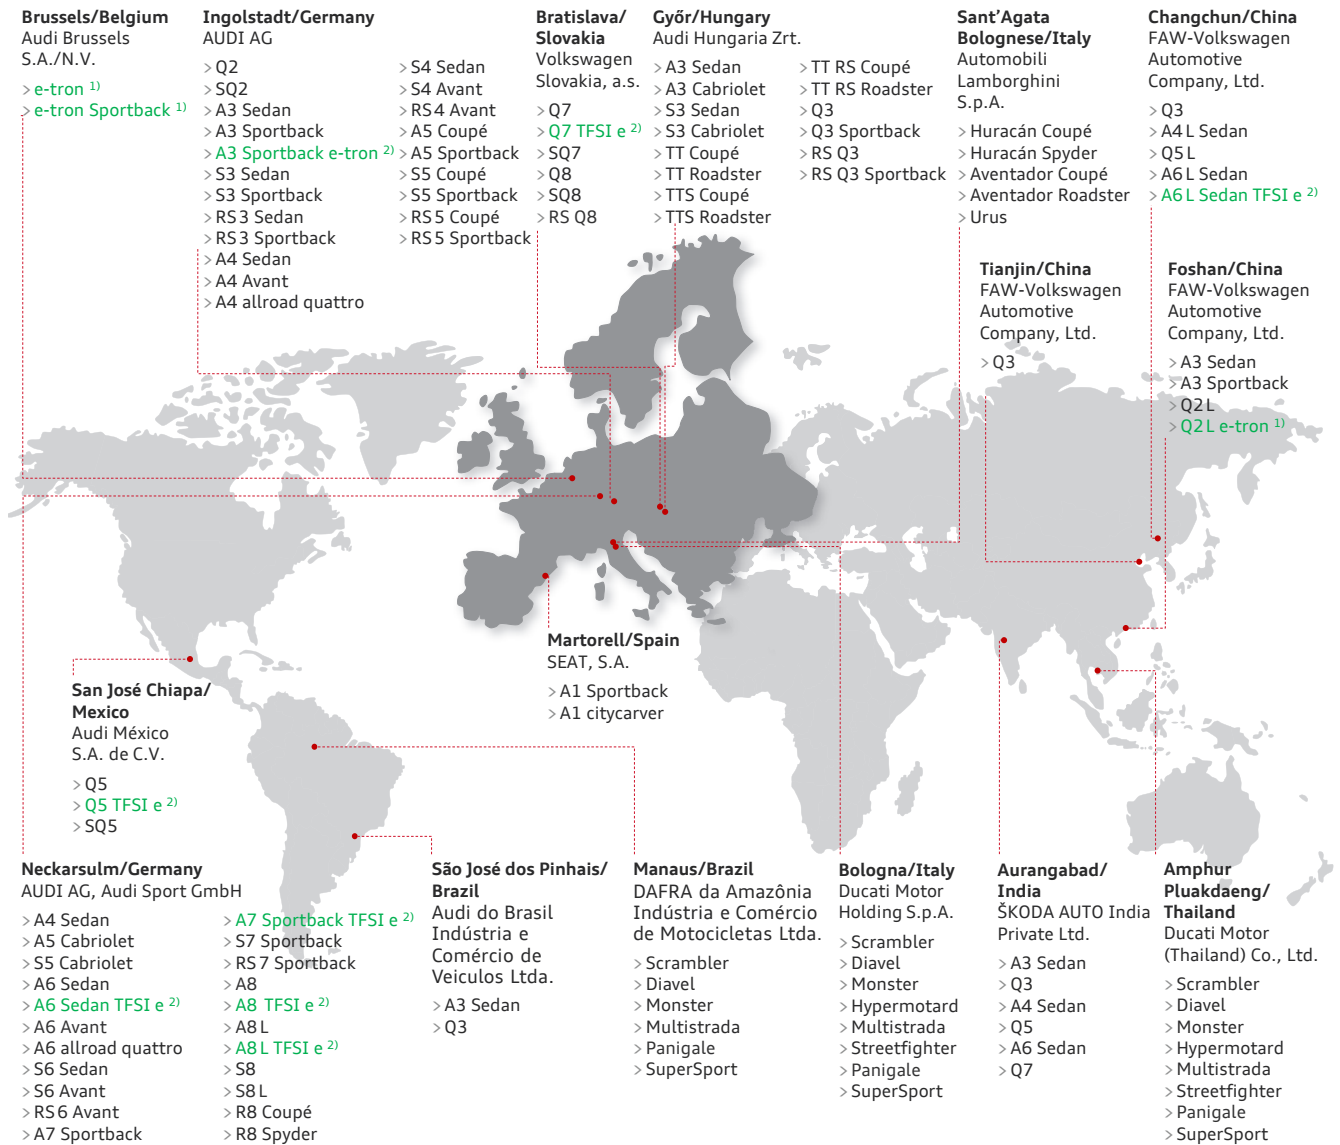 Brussels/Belgium
Audi Brussels
S.A./N.V.
> e-tron 1)
> e-tron Sportback 1)
Ingolstadt/Germany
AUDI AG
> Q2
> SQ2
> A3 Sedan
> A3 Sportback
> A3 Sportback e-tron 2)
> S3 Sedan
> S3 Sportback
> RS 3 Sedan
> RS 3 Sportback
> A4 Sedan
> A4 Avant
> A4 allroad quattro
> S4 Sedan
> S4 Avant
> RS 4 Avant
> A5 Coupé
> A5 Sportback
> S5 Coupé
> S5 Sportback
> RS 5 Coupé
> RS 5 Sportback
Bratislava/
Slovakia
Volkswagen
Slovakia, a.s.
> Q7
> Q7 TFSI e 2)
> SQ7
> Q8
> SQ8
> RS Q8
Győr/Hungary
Audi Hungaria Zrt.
> A3 Sedan
> A3 Cabriolet
> S3 Sedan
> S3 Cabriolet
> TT Coupé
> TT Roadster
> TTS Coupé
> TTS Roadster
> TT RS Coupé
> TT RS Roadster
> Q3
> Q3 Sportback
> RS Q3
> RS Q3 Sportback
Sant'Agata
Bolognese/Italy
Automobili
Lamborghini
S.p.A.
> Huracán Coupé
> Huracán Spyder
> Aventador Coupé
> Aventador Roadster
> Urus
Changchun/China
FAW-Volkswagen
Automotive
Company, Ltd.
> Q3
> A4 L Sedan
> Q5 L
> A6 L Sedan
> A6 L Sedan TFSI e 2)
Tianjin/China
FAW-Volkswagen
Automotive
Company, Ltd.
> Q3
Foshan/China
FAW-Volkswagen
Automotive
Company, Ltd.
> A3 Sedan
> A3 Sportback
> Q2 L
> Q2 L e-tron 1)
Martorell/Spain
SEAT, S.A.
> A1 Sportback
> A1 citycarver
San José Chiapa/
Mexico
Audi México
S.A. de C.V.
> Q5
> Q5 TFSI e 2)
> SQ5
Neckarsulm/Germany
AUDI AG, Audi Sport GmbH
> A4 Sedan
> A5 Cabriolet
> S5 Cabriolet
> A6 Sedan
> A6 Sedan TFSI e 2)
> A6 Avant
> A6 allroad quattro
> S6 Sedan
> S6 Avant
> RS 6 Avant
> A7 Sportback
> A7 Sportback TFSI e 2)
> S7 Sportback
> RS 7 Sportback
> A8
> A8 TFSI e 2)
> A8 L
> A8 L TFSI e 2)
> S8
> S8 L
> R8 Coupé
> R8 Spyder
São José dos Pinhais/
Brazil
Audi do Brasil
Indústria e
Comércio de
Veiculos Ltda.
> A3 Sedan
> Q3
Manaus/Brazil
DAFRA da Amazônia
Indústria e Comércio
de Motocicletas Ltda.
> Scrambler
> Diavel
> Monster
> Multistrada
> Panigale
> SuperSport
Bologna/Italy
Ducati Motor
Holding S.p.A.
> Scrambler
> Diavel
> Monster
> Hypermotard
> Multistrada
> Streetfighter
> Panigale
> SuperSport
Aurangabad/
India
ŠKODA AUTO India
Private Ltd.
> A3 Sedan
> Q3
> A4 Sedan
> Q5
> A6 Sedan
> Q7
Amphur
Pluakdaeng/
Thailand
Ducati Motor
(Thailand) Co., Ltd.
> Scrambler
> Diavel
> Monster
> Hypermotard
> Multistrada
> Streetfighter
> Panigale
> SuperSport